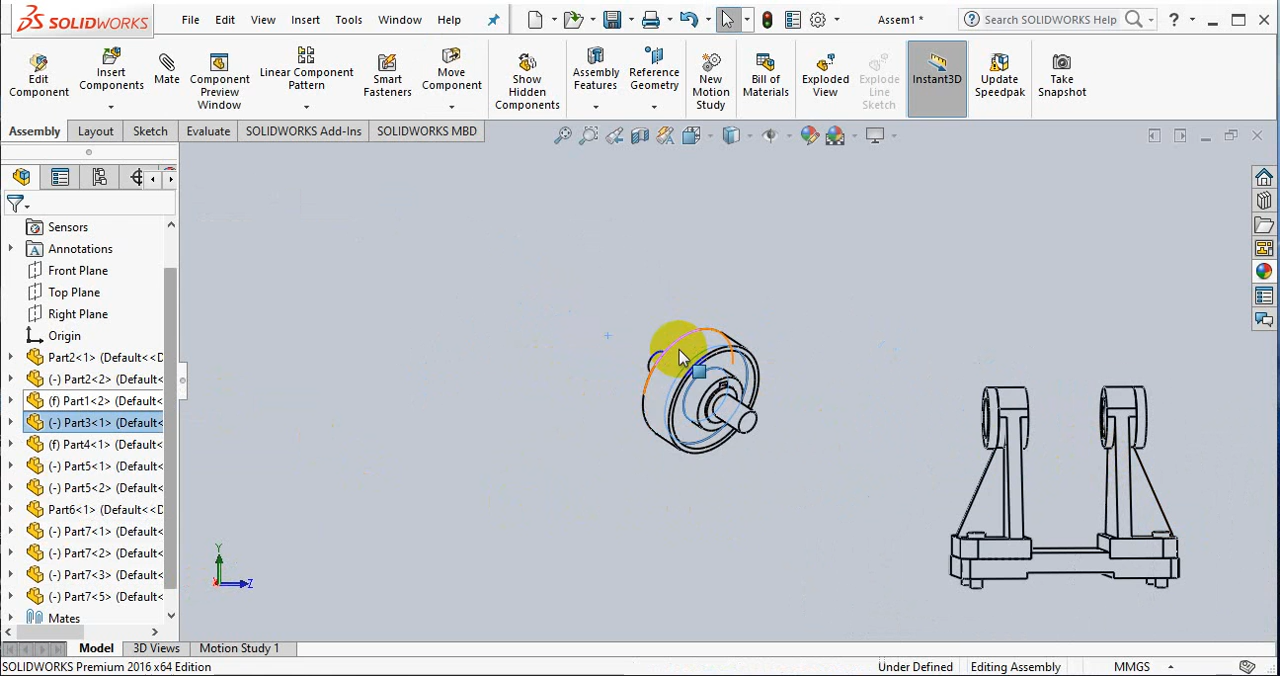 SOLIDWORKS File Edit View Insert Tools Window Help Assem1 * SOLIDWORKS Help ?
Edit Component
Insert Components
Mate
Component Preview Window
Linear Component Pattern
Smart Fasteners
Move Component
Show Hidden Components
Assembly Features
Reference Geometry
New Motion Study
Bill of Materials
Exploded View
Explode Line Sketch
Instant3D
Update Speedpak
Take Snapshot
Assembly Layout Sketch Evaluate SOLIDWORKS Add-Ins SOLIDWORKS MBD
Sensors
Annotations
Front Plane
Top Plane
Right Plane
Origin
Part2<1> (Default<<D
(-) Part2<2> (Default<
(f) Part1<2> (Default<
(-) Part3<1> (Default<
(f) Part4<1> (Default<
(-) Part5<1> (Default<
(-) Part5<2> (Default<
Part6<1> (Default<<D
(-) Part7<1> (Default<
(-) Part7<2> (Default<
(-) Part7<3> (Default<
(-) Part7<5> (Default<
Mates
Y
Z
Model 3D Views Motion Study 1
SOLIDWORKS Premium 2016 x64 Edition Under Defined Editing Assembly MMGS